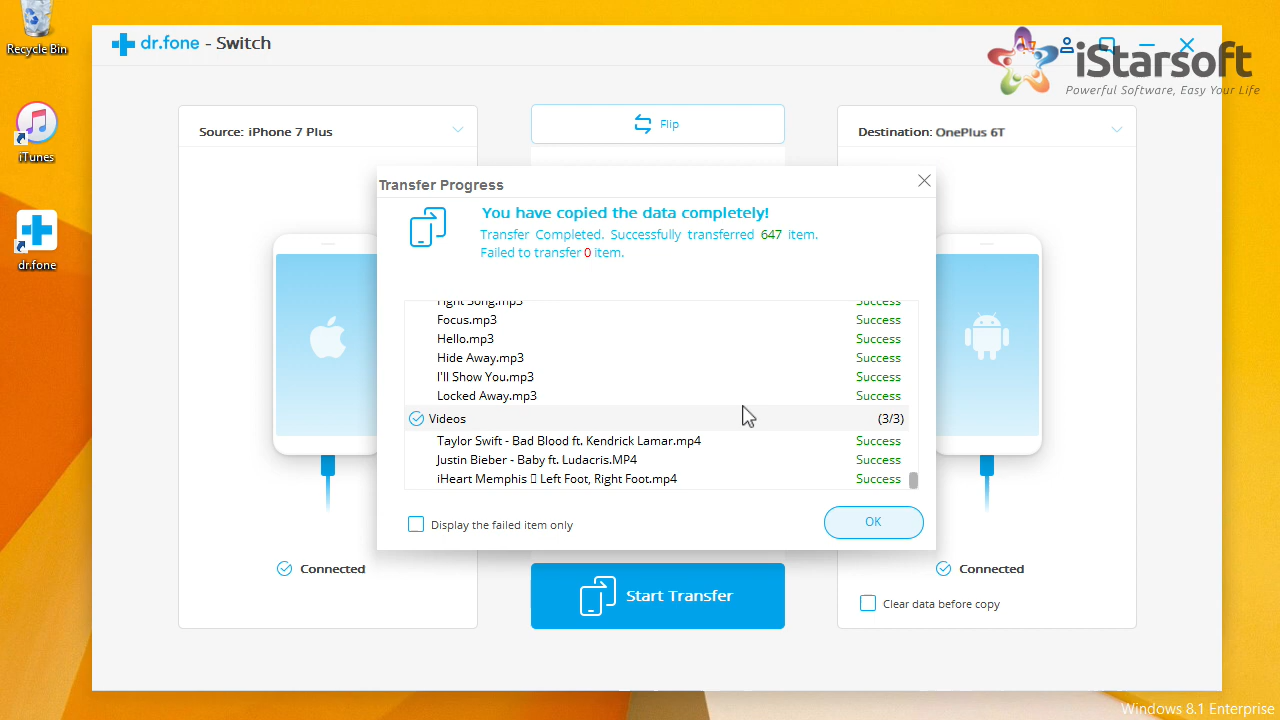 Recycle Bin
iTunes
dr.fone
dr.fone - Switch
iStarsoft
Powerful Software, Easy Your Life
Source: iPhone 7 Plus
Flip
Destination: OnePlus 6T
Transfer Progress
You have copied the data completely!
Transfer Completed. Successfully transferred 647 item.
Failed to transfer 0 item.
Fight Song.mp3 Success
Focus.mp3 Success
Hello.mp3 Success
Hide Away.mp3 Success
I'll Show You.mp3 Success
Locked Away.mp3 Success
Videos (3/3)
Taylor Swift - Bad Blood ft. Kendrick Lamar.mp4 Success
Justin Bieber - Baby ft. Ludacris.MP4 Success
iHeart Memphis  Left Foot, Right Foot.mp4 Success
Display the failed item only
OK
Connected
Start Transfer
Connected
Clear data before copy
Windows 8.1 Enterprise